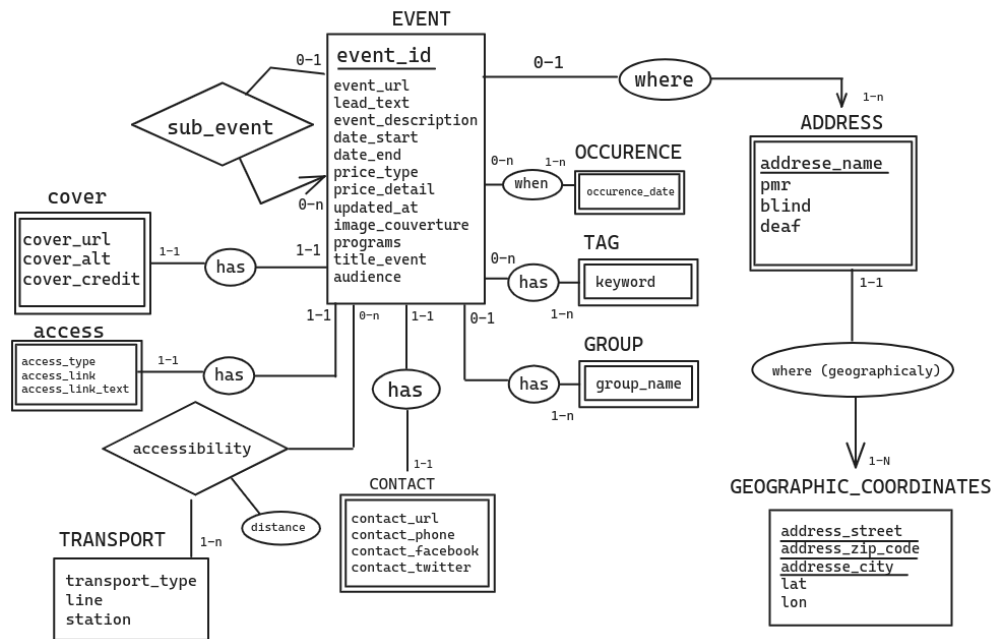 EVENT
event_id
event_url
lead_text
event_description
date_start
date_end
price_type
price_detail
updated_at
image_couverture
programs
title_event
audience
0-1
sub_event
0-n
0-1
where
1-n
ADDRESS
addrese_name
pmr
blind
deaf
0-n
when
1-n
OCCURENCE
occurence_date
cover
cover_url
cover_alt
cover_credit
1-1
has
1-1
TAG
0-n
has
1-n
keyword
access
access_type
access_link
access_link_text
1-1
has
1-1
0-n
1-1
0-1
GROUP
has
1-n
group_name
1-1
where (geographicaly)
1-N
GEOGRAPHIC_COORDINATES
address_street
address_zip_code
addresse_city
lat
lon
has
1-1
CONTACT
contact_url
contact_phone
contact_facebook
contact_twitter
accessibility
distance
1-n
TRANSPORT
transport_type
line
station